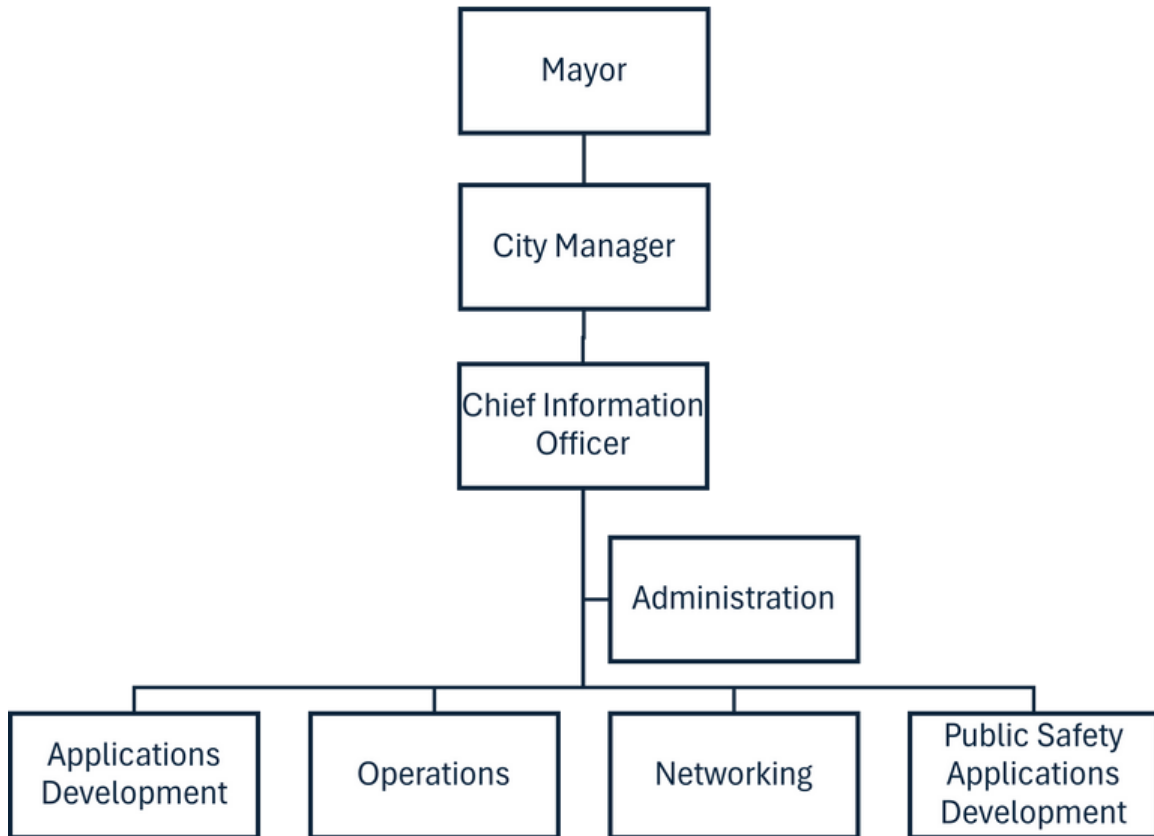 Mayor
City Manager
Chief Information
Officer
Administration
Applications
Development
Operations
Networking
Public Safety
Applications
Development